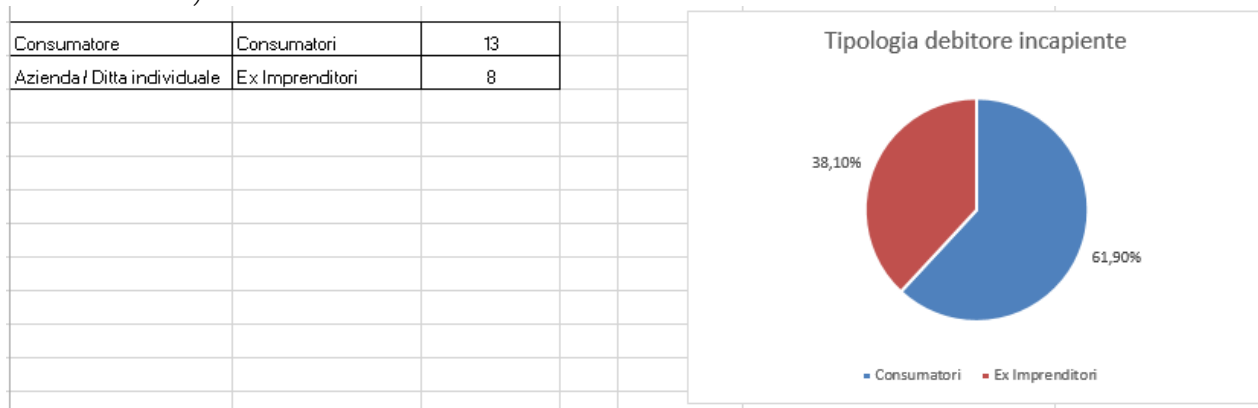 Consumatore Consumatori 13
Azienda/ Ditta individuale Ex Imprenditori 8
Tipologia debitore incapiente
38,10%
61,90%
Consumatori Ex Imprenditori